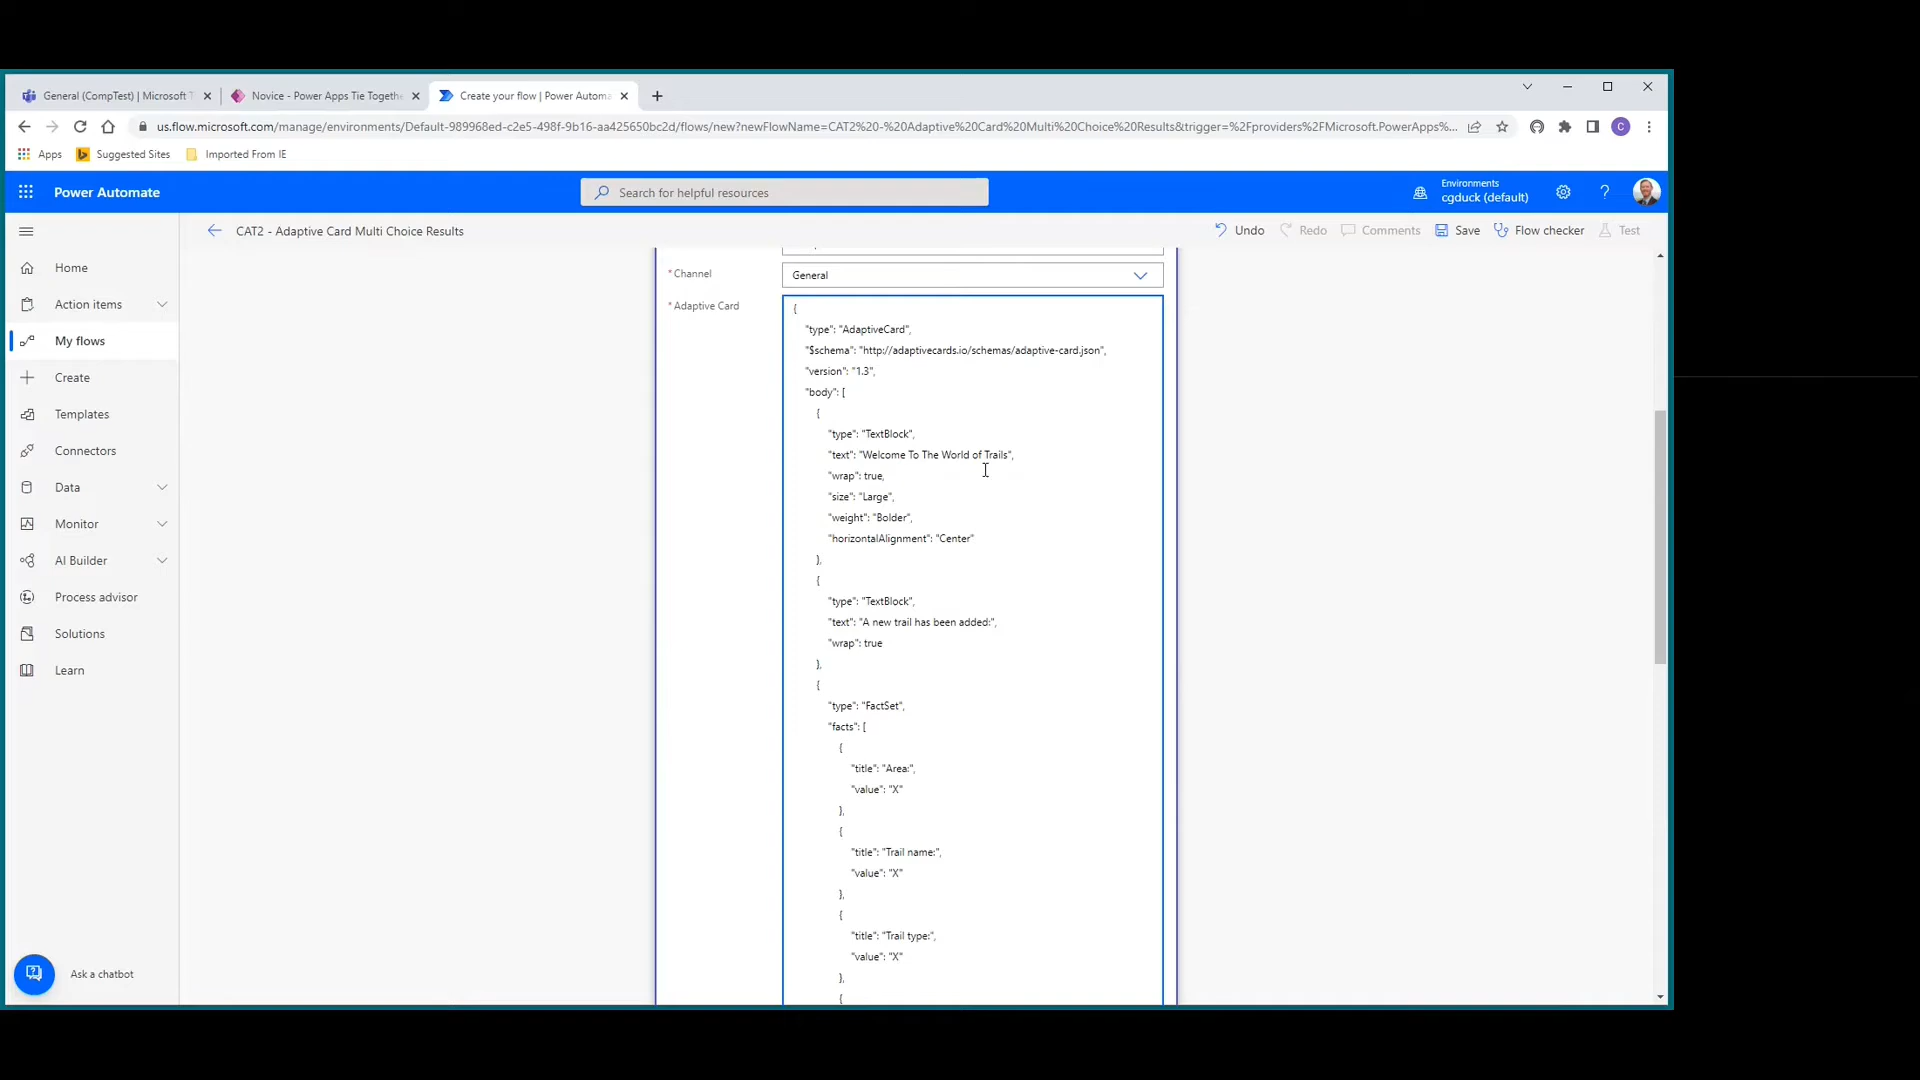 General (CompTest) | Microsoft T
Novice - Power Apps Tie Togethe
Create your flow | Power Automa
us.flow.microsoft.com/manage/environments/Default-989968ed-c2e5-498f-9b16-aa425650bc2d/flows/new?newFlowName=CAT2%20-%20Adaptive%20Card%20Multi%20Choice%20Results&trigger=%2Fproviders%2FMicrosoft.PowerApps%...
C
Apps
Suggested Sites
Imported From IE
Power Automate
Search for helpful resources
Environments
cgduck (default)
?
CAT2 - Adaptive Card Multi Choice Results
Undo
Redo
Comments
Save
Flow checker
Test
Home
Action items
My flows
Create
Templates
Connectors
Data
Monitor
AI Builder
Process advisor
Solutions
Learn
Ask a chatbot
*Channel
General
*Adaptive Card
{
"type": "AdaptiveCard",
"$schema": "http://adaptivecards.io/schemas/adaptive-card.json",
"version": "1.3",
"body": [
{
"type": "TextBlock",
"text": "Welcome To The World of Trails",
"wrap": true,
"size": "Large",
"weight": "Bolder",
"horizontalAlignment": "Center"
},
{
"type": "TextBlock",
"text": "A new trail has been added:",
"wrap": true
},
{
"type": "FactSet",
"facts": [
{
"title": "Area:",
"value": "X"
},
{
"title": "Trail name:",
"value": "X"
},
{
"title": "Trail type:",
"value": "X"
},
{